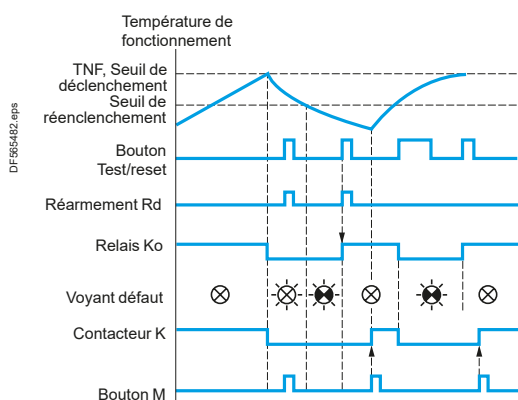 Température de
fonctionnement
TNF, Seuil de
déclenchement
Seuil de
réenclenchement
DF565482.eps
Bouton
Test/reset
Réarmement Rd
Relais Ko
Voyant défaut
Contacteur K
Bouton M